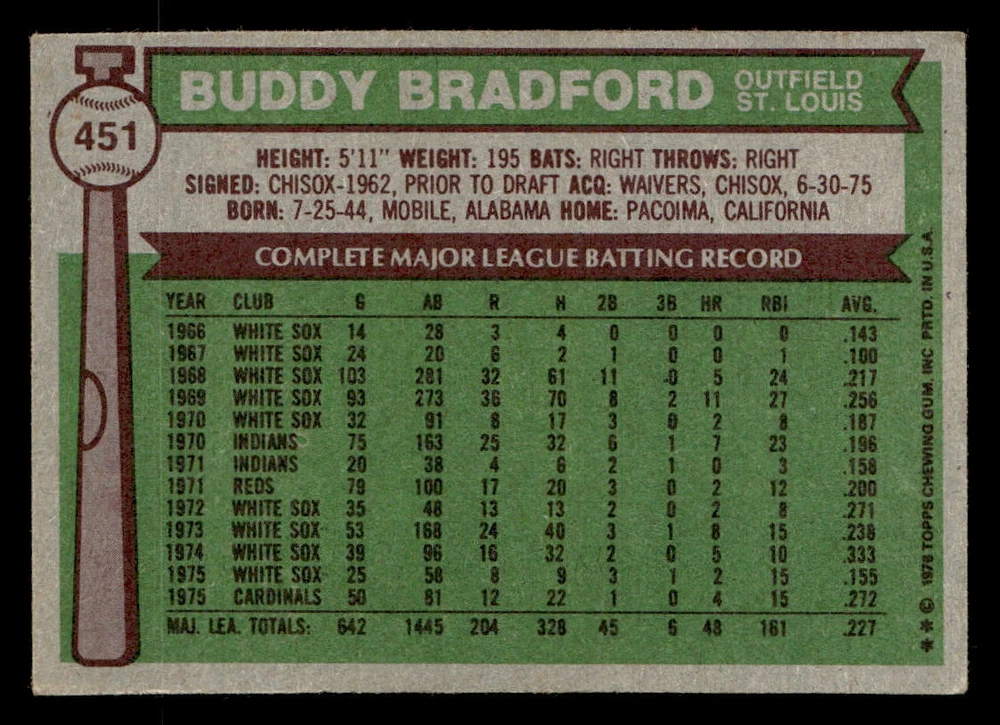 451
BUDDY BRADFORD OUTFIELD ST. LOUIS
HEIGHT: 5'11" WEIGHT: 195 BATS: RIGHT THROWS: RIGHT
SIGNED: CHISOX-1962, PRIOR TO DRAFT ACQ: WAIVERS, CHISOX, 6-30-75
BORN: 7-25-44, MOBILE, ALABAMA HOME: PACOIMA, CALIFORNIA
COMPLETE MAJOR LEAGUE BATTING RECORD
YEAR CLUB G AB R H 2B 3B HR RBI AVG.
1966 WHITE SOX 14 28 3 4 0 0 0 0 .143
1967 WHITE SOX 24 20 6 2 1 0 0 1 .100
1968 WHITE SOX 103 281 32 61 11 0 5 24 .217
1969 WHITE SOX 93 273 36 70 8 2 11 27 .256
1970 WHITE SOX 32 91 8 17 3 0 2 8 .187
1970 INDIANS 75 163 25 32 6 1 7 23 .196
1971 INDIANS 20 38 4 6 2 1 0 3 .158
1971 REDS 79 100 17 20 3 0 2 12 .200
1972 WHITE SOX 35 48 13 13 2 0 2 8 .271
1973 WHITE SOX 53 168 24 40 3 1 8 15 .238
1974 WHITE SOX 39 96 16 32 2 0 5 10 .333
1975 WHITE SOX 25 58 8 9 3 1 2 15 .155
1975 CARDINALS 50 81 12 22 1 0 4 15 .272
MAJ. LEA. TOTALS: 642 1445 204 328 45 6 48 161 .227
** © 1976 TOPPS CHEWING GUM, INC PRTD. IN U.S.A.